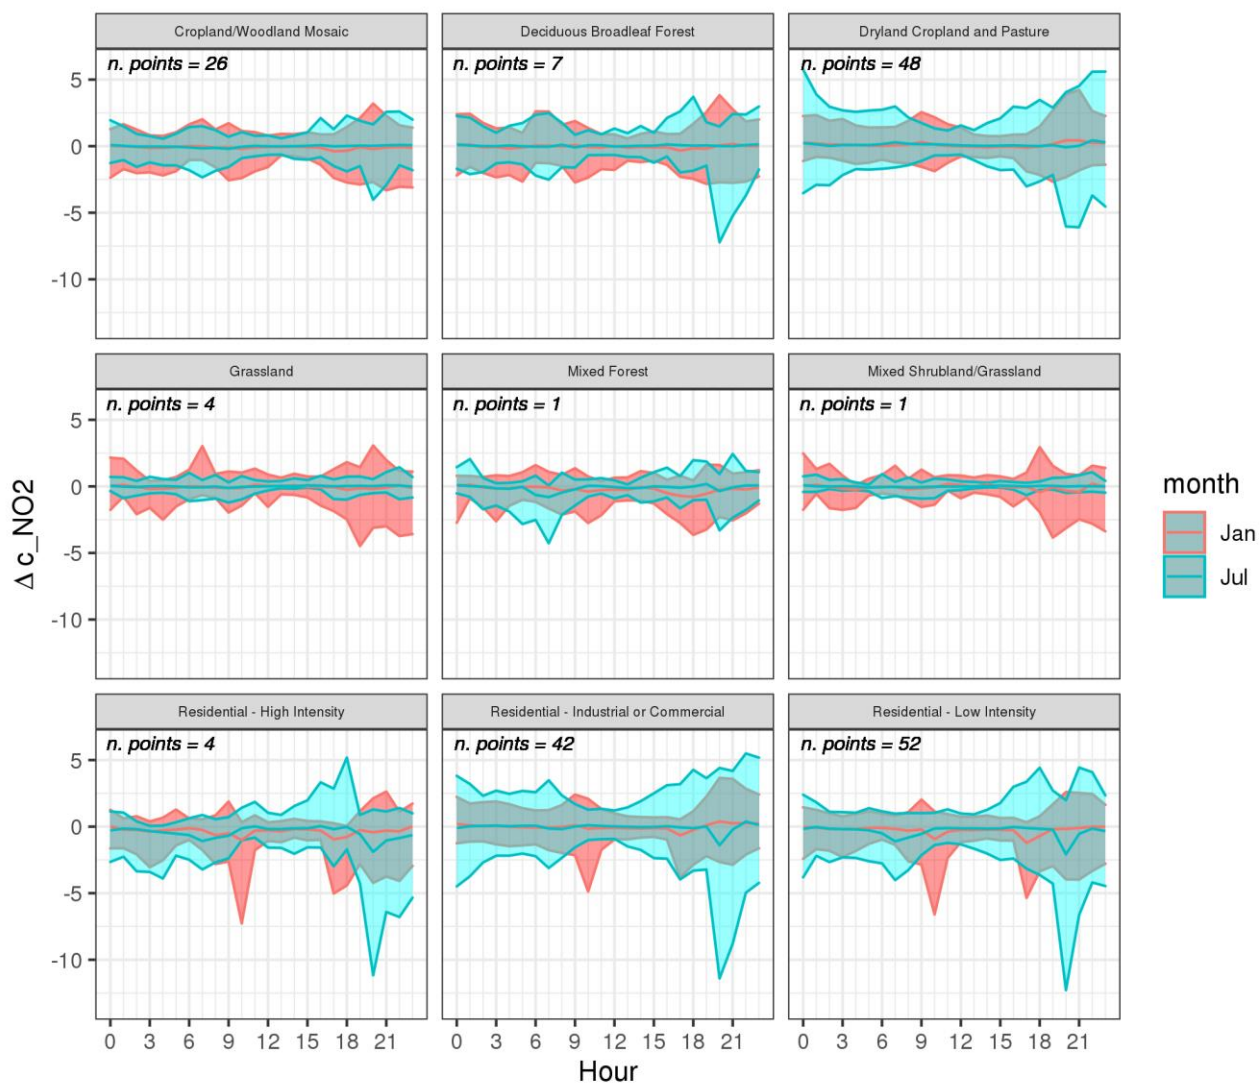 Cropland/Woodland Mosaic
Deciduous Broadleaf Forest
Dryland Cropland and Pasture
n. points = 26
n. points = 7
n. points = 48
5
0
-5
-10
Grassland
Mixed Forest
Mixed Shrubland/Grassland
n. points = 4
n. points = 1
n. points = 1
5
0
-5
-10
Δ c_NO2
month
Jan
Jul
Residential - High Intensity
Residential - Industrial or Commercial
Residential - Low Intensity
n. points = 4
n. points = 42
n. points = 52
5
0
-5
-10
0 3 6 9 12 15 18 21
0 3 6 9 12 15 18 21
0 3 6 9 12 15 18 21
Hour